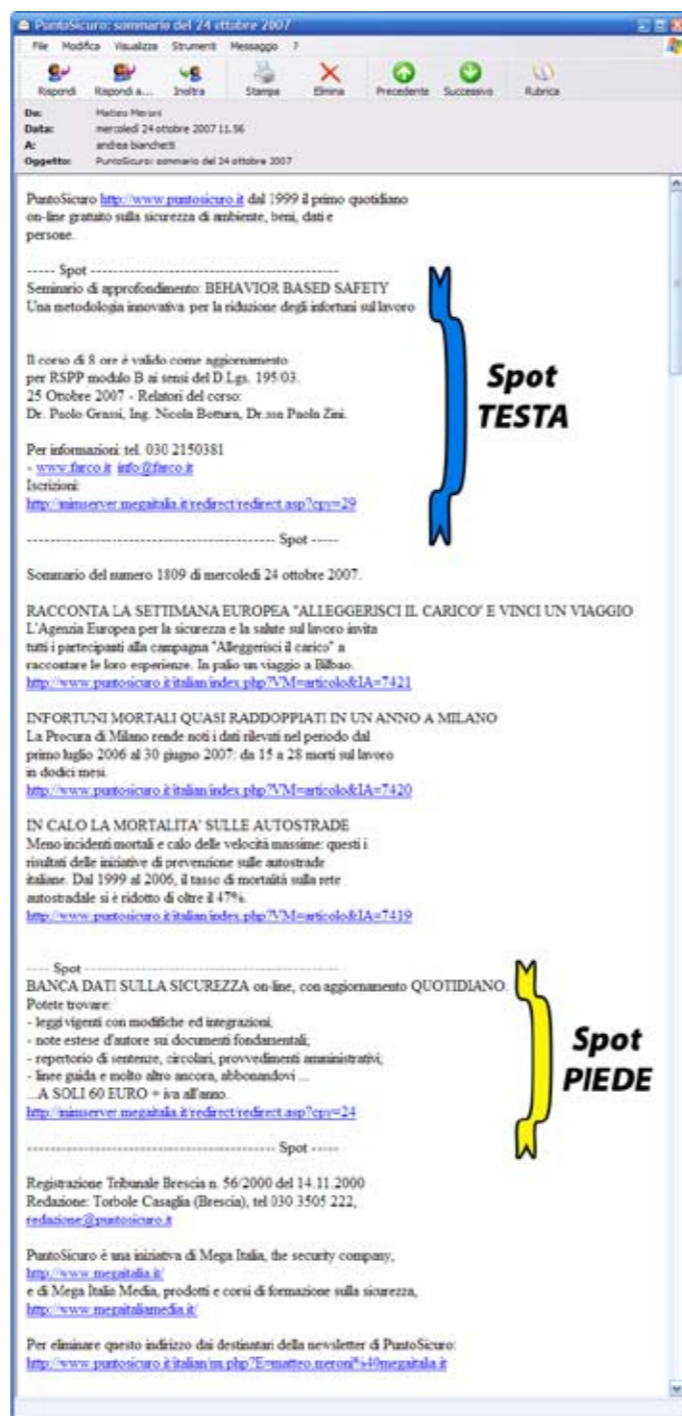 PuntoSicuro: sommario del 24 ottobre 2007
File Modifica Visualizza Strumenti Messaggio ?
Rispondi Rispondi a... Inoltra Stampa Elimina Precedente Successivo Rubrica
Da: Matteo Meroni
Data: mercoledì 24 ottobre 2007 11.56
A: andrea bianchetti
Oggetto: PuntoSicuro: sommario del 24 ottobre 2007
PuntoSicuro http://www.puntosicuro.it dal 1999 il primo quotidiano
on-line gratuito sulla sicurezza di ambiente, beni, dati e
persone.
----- Spot ----------------------------------------------
Seminario di approfondimento: BEHAVIOR BASED SAFETY
Una metodologia innovativa per la riduzione degli infortuni sul lavoro
Il corso di 8 ore è valido come aggiornamento
per RSPP modulo B ai sensi del D.Lgs. 195/03.
25 Ottobre 2007 - Relatori del corso:
Dr. Paolo Grassi, Ing. Nicola Bottura, Dr.ssa Paola Zini.
Spot
TESTA
Per informazioni: tel. 030 2150381
- www.farco.it info@farco.it
Iscrizioni:
http://mimserver.megaitalia.it/redirect/redirect.asp?cpy=29
---------------------------------------------- Spot -----
Sommario del numero 1809 di mercoledì 24 ottobre 2007.
RACCONTA LA SETTIMANA EUROPEA "ALLEGGERISCI IL CARICO" E VINCI UN VIAGGIO
L'Agenzia Europea per la sicurezza e la salute sul lavoro invita
tutti i partecipanti alla campagna "Alleggerisci il carico" a
raccontare le loro esperienze. In palio un viaggio a Bilbao.
http://www.puntosicuro.it/italian/index.php?VM=articolo&IA=7421
INFORTUNI MORTALI QUASI RADDOPPIATI IN UN ANNO A MILANO
La Procura di Milano rende noti i dati rilevati nel periodo dal
primo luglio 2006 al 30 giugno 2007: da 15 a 28 morti sul lavoro
in dodici mesi.
http://www.puntosicuro.it/italian/index.php?VM=articolo&IA=7420
IN CALO LA MORTALITA' SULLE AUTOSTRADE
Meno incidenti mortali e calo delle velocità massime: questi i
risultati delle iniziative di prevenzione sulle autostrade
italiane. Dal 1999 al 2006, il tasso di mortalità sulla rete
autostradale si è ridotto di oltre il 47%.
http://www.puntosicuro.it/italian/index.php?VM=articolo&IA=7419
---- Spot -----------------------------------------------
BANCA DATI SULLA SICUREZZA on-line, con aggiornamento QUOTIDIANO.
Potete trovare:
- leggi vigenti con modifiche ed integrazioni;
- note estese d'autore sui documenti fondamentali;
- repertorio di sentenze, circolari, provvedimenti amministrativi;
- linee guida e molto altro ancora, abbonandovi ...
...A SOLI 60 EURO + iva all'anno.
http://mimserver.megaitalia.it/redirect/redirect.asp?cpy=24
Spot
PIEDE
---------------------------------------------- Spot -----
Registrazione Tribunale Brescia n. 56/2000 del 14.11.2000
Redazione: Torbole Casaglia (Brescia), tel 030 3505 222,
redazione@puntosicuro.it
PuntoSicuro è una iniziativa di Mega Italia, the security company,
http://www.megaitalia.it/
e di Mega Italia Media, prodotti e corsi di formazione sulla sicurezza,
http://www.megaitaliamedia.it/
Per eliminare questo indirizzo dai destinatari della newsletter di PuntoSicuro:
http://www.puntosicuro.it/italian/nu.php?E=matteo.meroni%40megaitalia.it